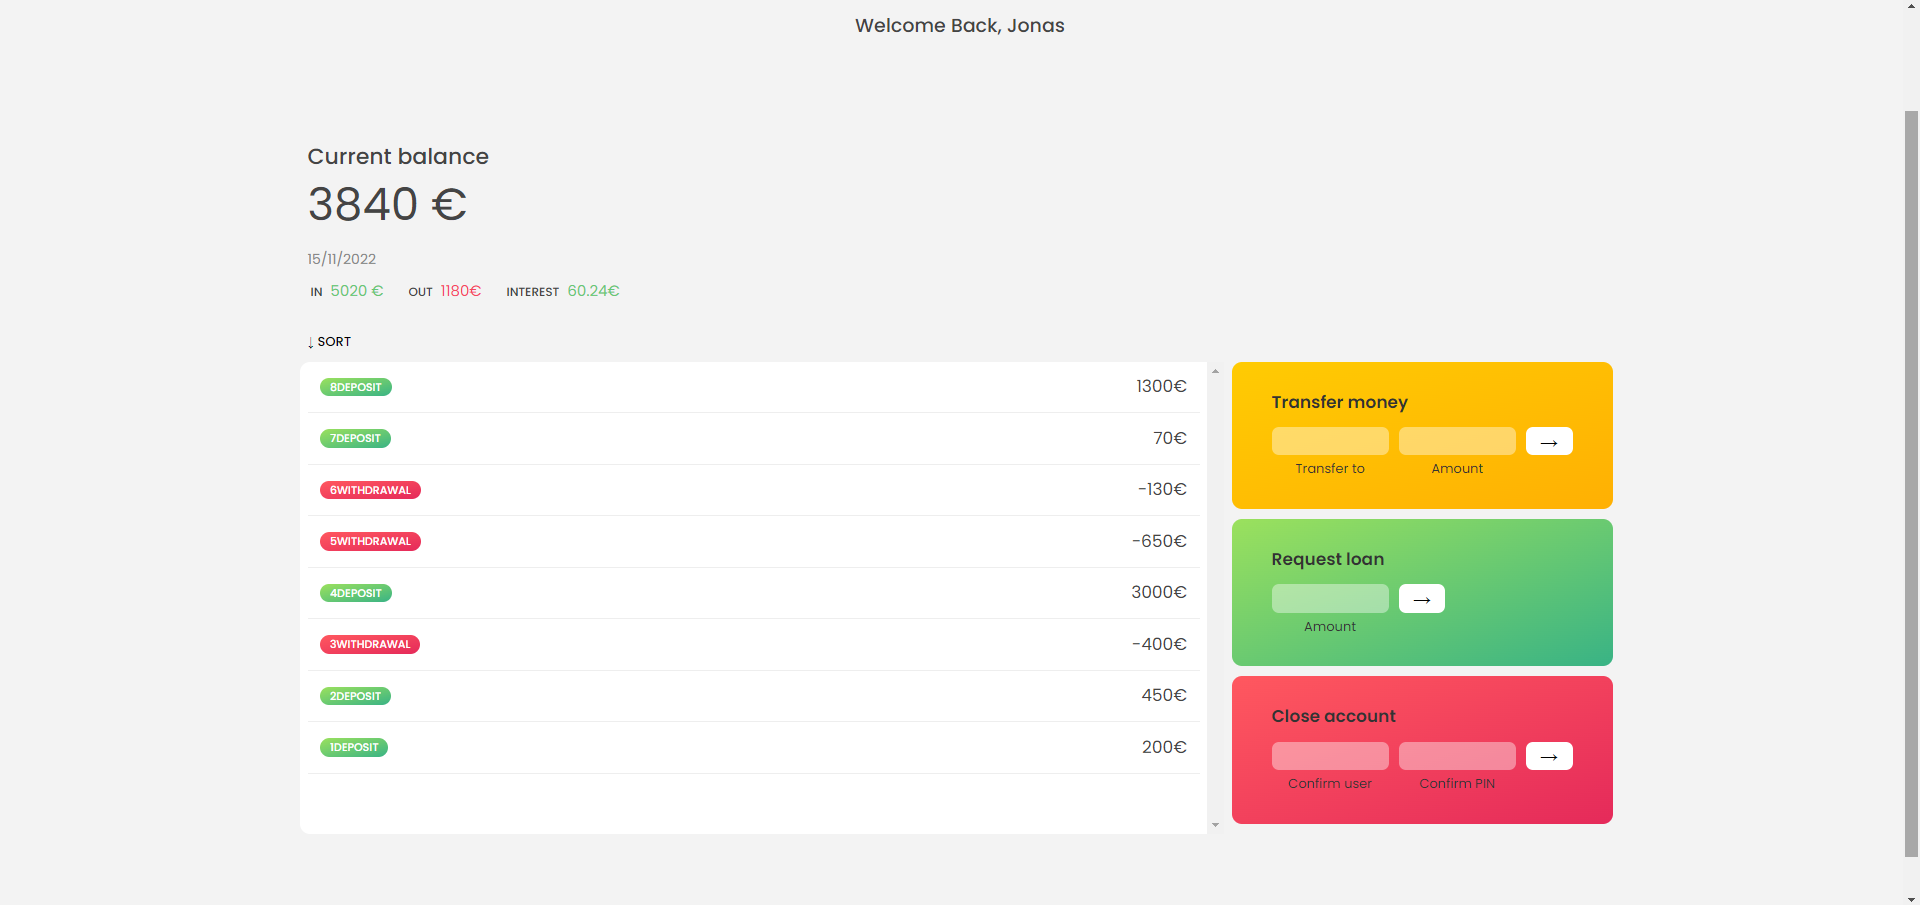 Welcome Back, Jonas
Current balance
3840 €
15/11/2022
IN 5020 € OUT 1180€ INTEREST 60.24€
↓ SORT
8DEPOSIT 1300€
7DEPOSIT 70€
6WITHDRAWAL -130€
5WITHDRAWAL -650€
4DEPOSIT 3000€
3WITHDRAWAL -400€
2DEPOSIT 450€
1DEPOSIT 200€
Transfer money
→
Transfer to Amount
Request loan
→
Amount
Close account
→
Confirm user Confirm PIN